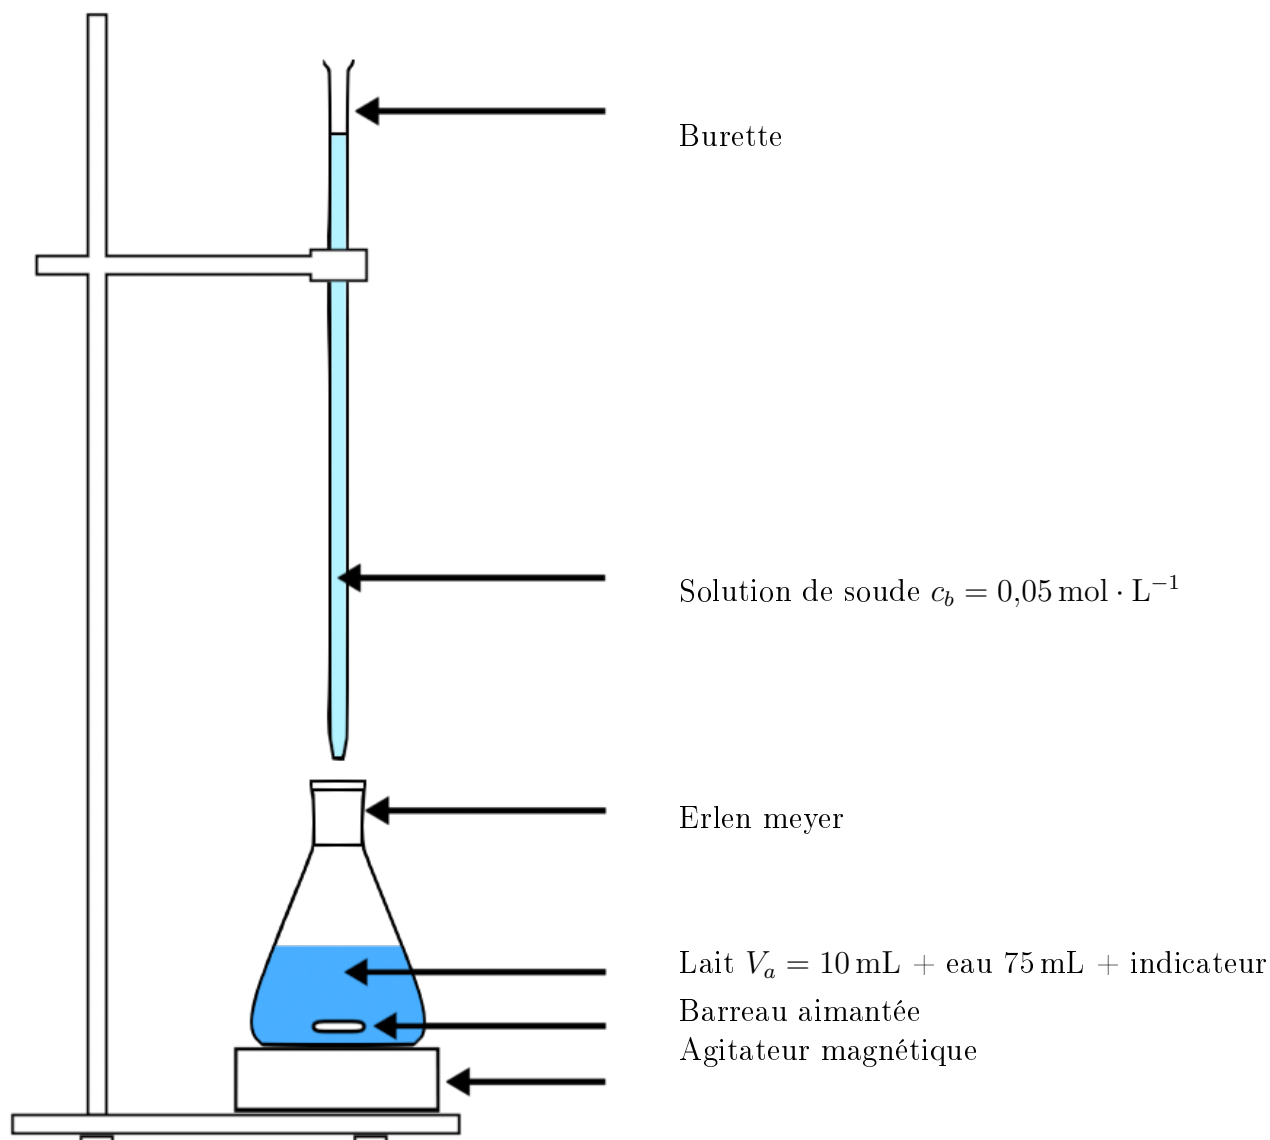 Burette
Solution de soude $c_b = 0{,}05\,\mathrm{mol \cdot L^{-1}}$
Erlen meyer
Lait $V_a = 10\,\mathrm{mL}$ + eau 75 mL + indicateur
Barreau aimantée
Agitateur magnétique